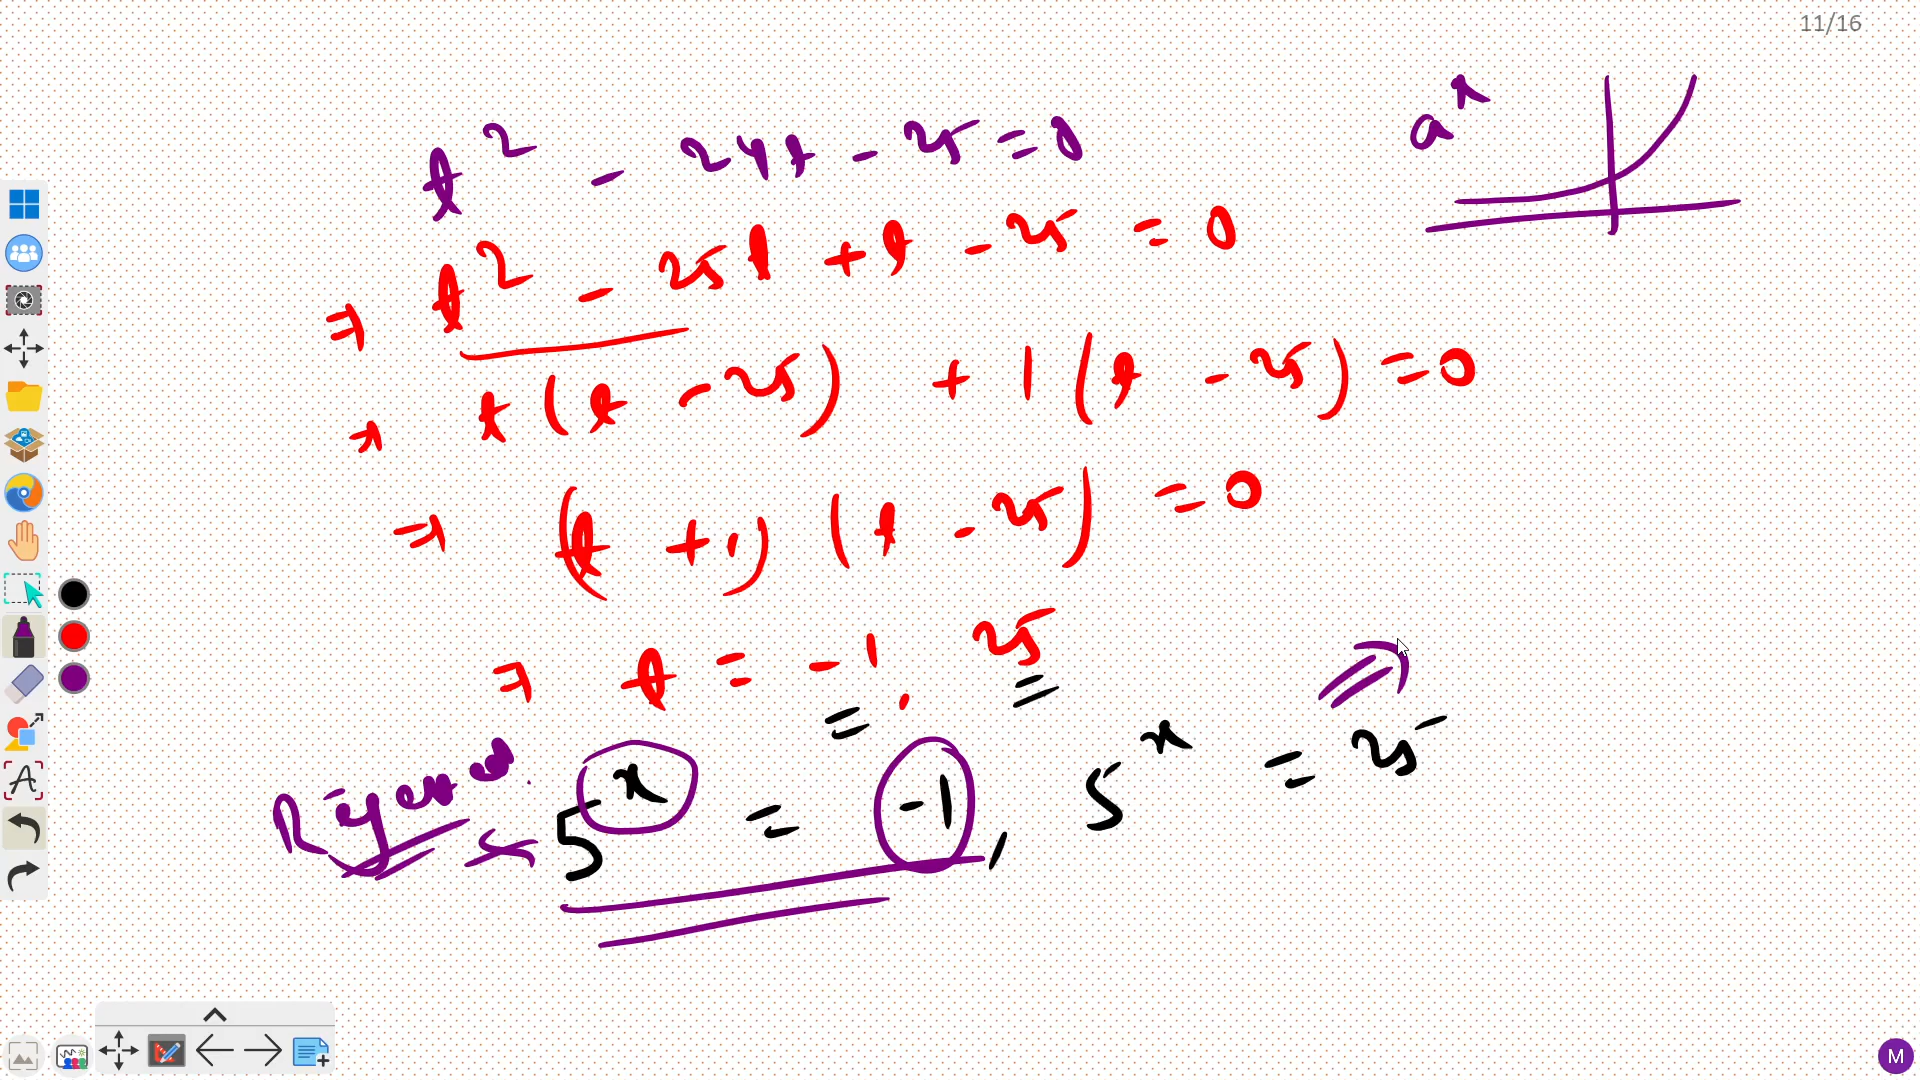 11/16
a^x
t² - 24t - 25 = 0
⇒ t² - 25t + t - 25 = 0
⇒ t(t - 25) + 1(t - 25) = 0
⇒ (t + 1)(t - 25) = 0
⇒ t = -1, 25
Rejected ⇐ 5^x = -1, 5^x = 25 ⇒
M